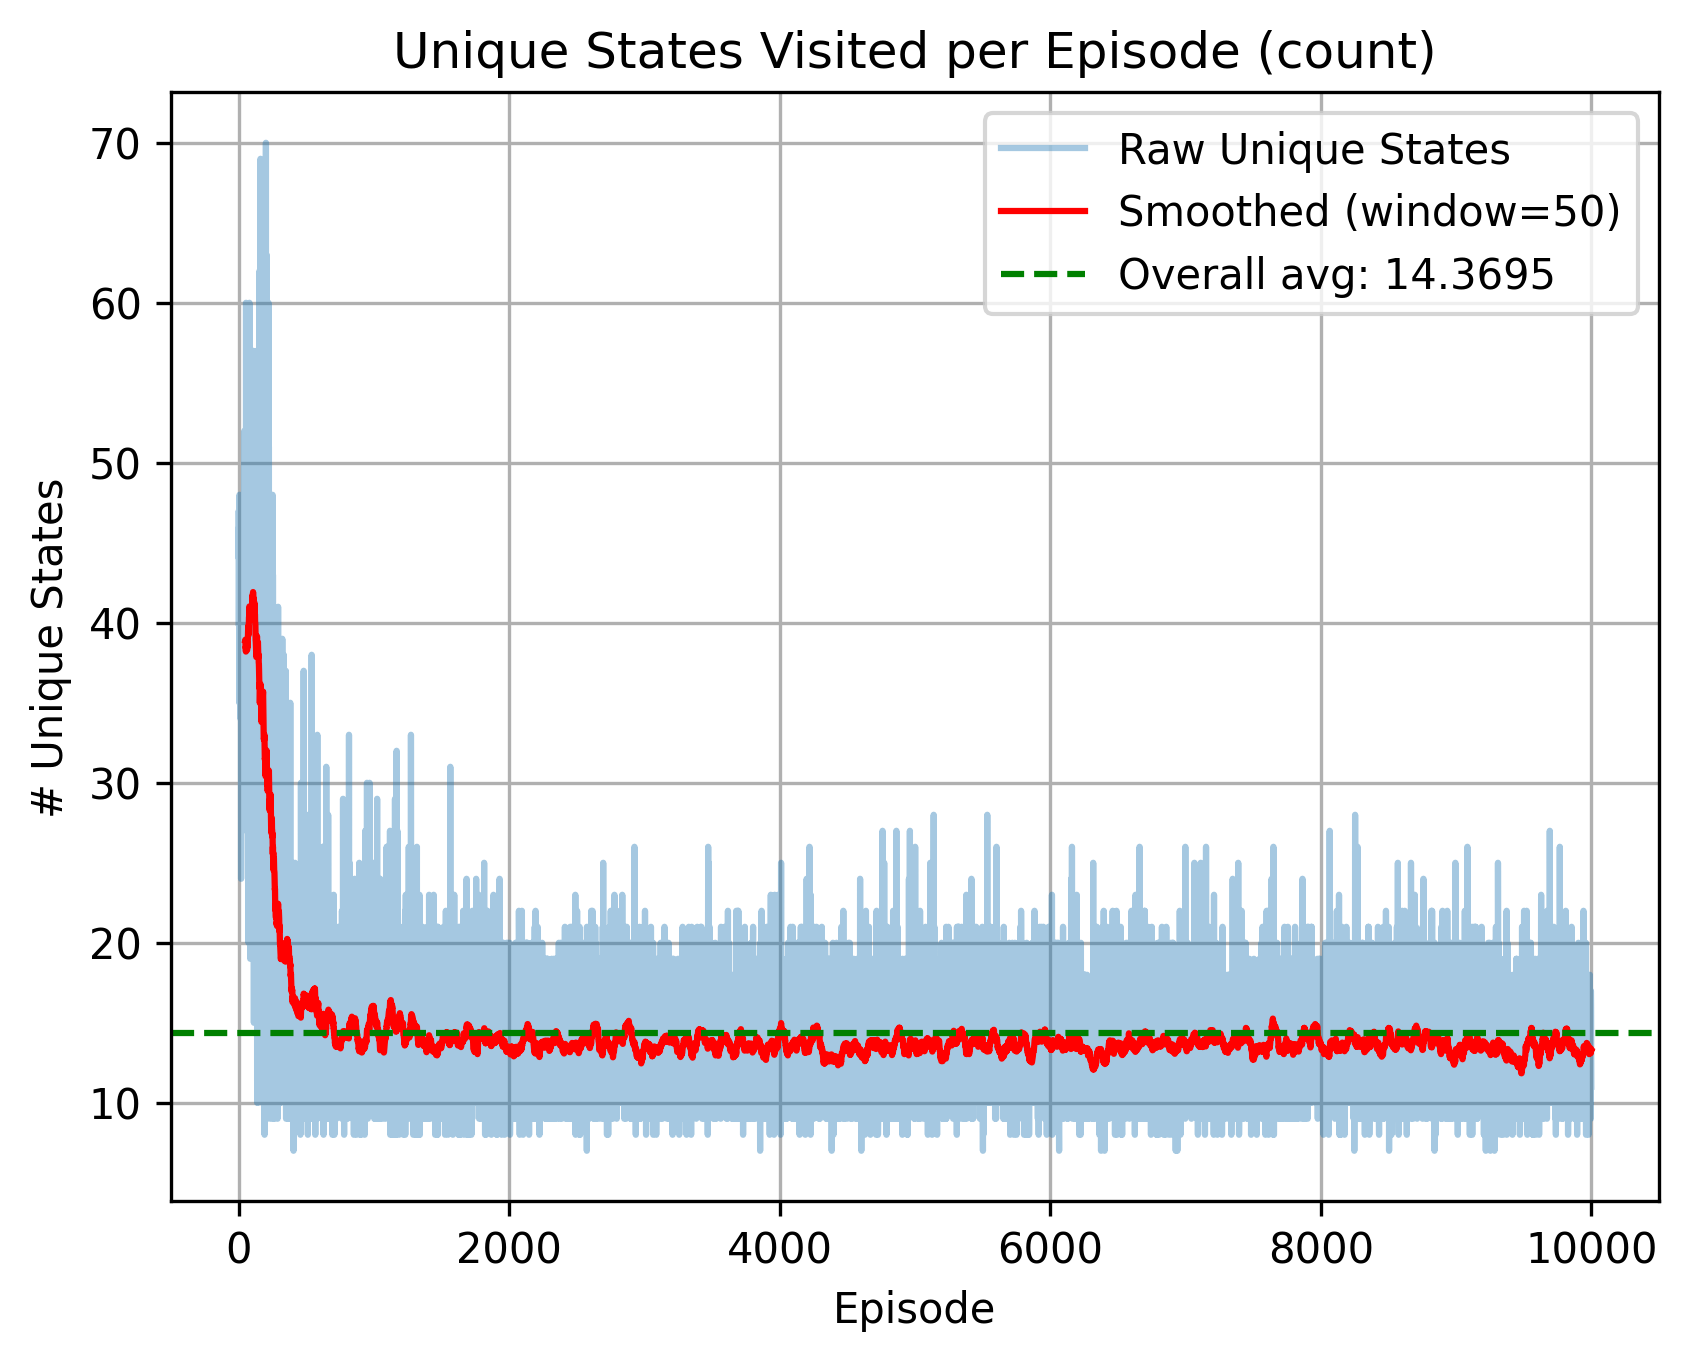 Unique States Visited per Episode (count)
Raw Unique States
Smoothed (window=50)
Overall avg: 14.3695
# Unique States
70
60
50
40
30
20
10
0 2000 4000 6000 8000 10000
Episode